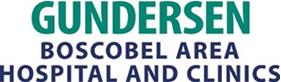 GUNDERSEN
BOSCOBEL AREA
HOSPITAL AND CLINICS